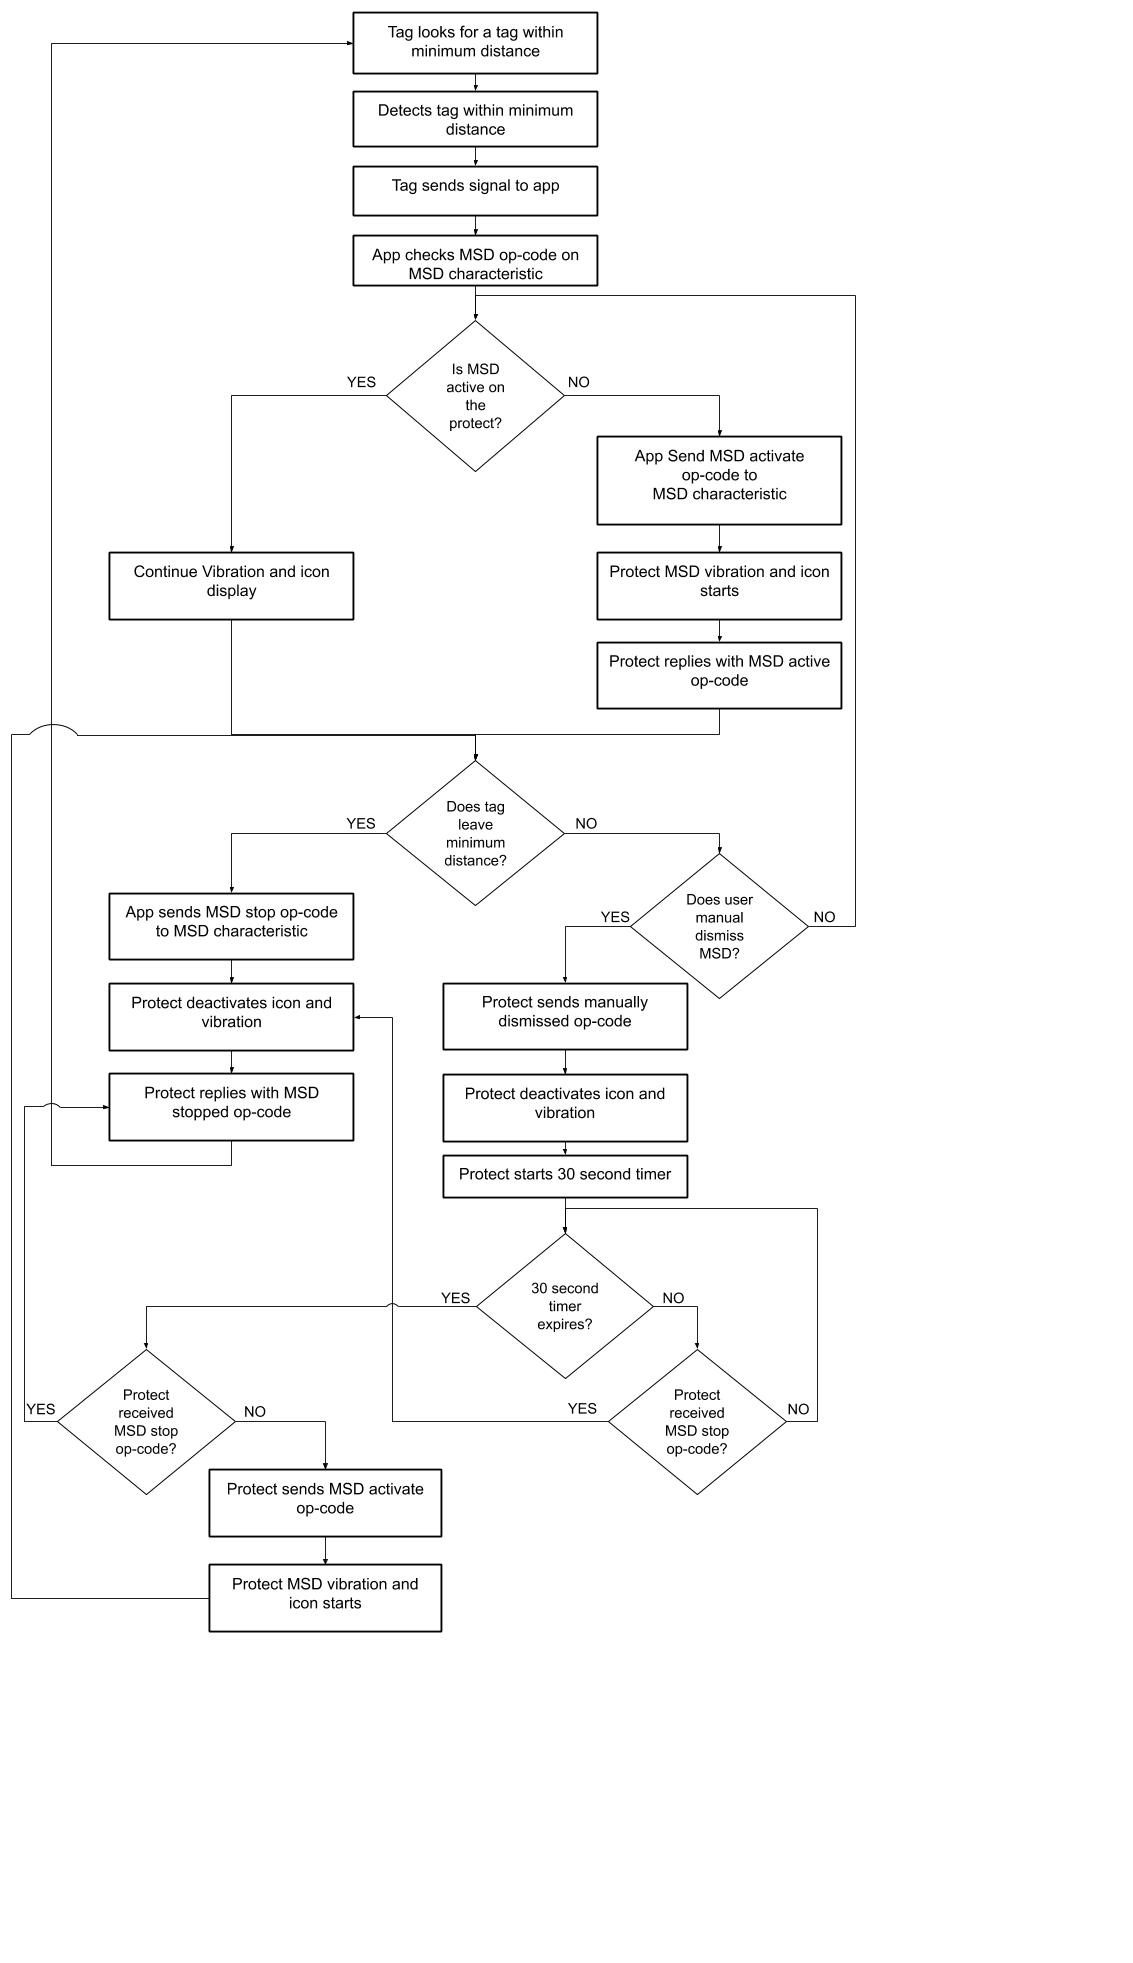 Tag looks for a tag within
minimum distance
Detects tag within minimum
distance
Tag sends signal to app
App checks MSD op-code on
MSD characteristic
Is MSD
active on
the
protect?
YES
NO
App Send MSD activate
op-code to
MSD characteristic
Continue Vibration and icon
display
Protect MSD vibration and icon
starts
Protect replies with MSD active
op-code
Does tag
leave
minimum
distance?
YES
NO
App sends MSD stop op-code
to MSD characteristic
Does user
manual
dismiss
MSD?
YES
NO
Protect deactivates icon and
vibration
Protect sends manually
dismissed op-code
Protect replies with MSD
stopped op-code
Protect deactivates icon and
vibration
Protect starts 30 second timer
30 second
timer
expires?
YES
NO
Protect
received
MSD stop
op-code?
YES
NO
Protect
received
MSD stop
op-code?
YES
NO
Protect sends MSD activate
op-code
Protect MSD vibration and
icon starts